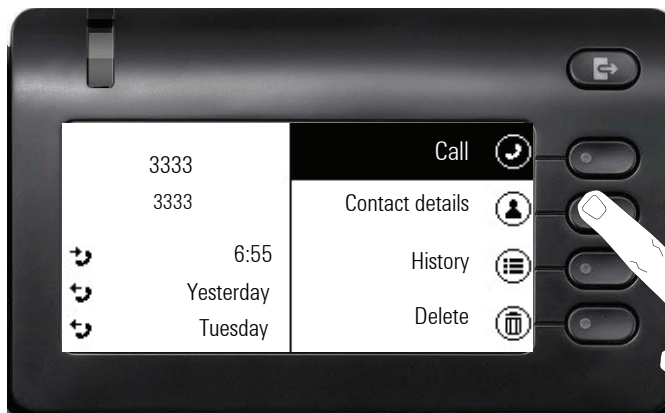 3333
3333
6:55
Yesterday
Tuesday
Call
Contact details
History
Delete